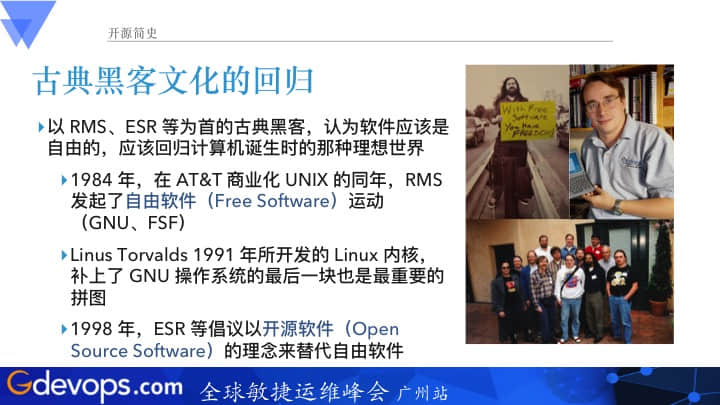 开源简史
古典黑客文化的回归
以 RMS、ESR 等为首的古典黑客，认为软件应该是
自由的，应该回归计算机诞生时的那种理想世界
1984 年，在 AT&T 商业化 UNIX 的同年，RMS
发起了自由软件（Free Software）运动
（GNU、FSF）
Linus Torvalds 1991 年所开发的 Linux 内核，
补上了 GNU 操作系统的最后一块也是最重要的
拼图
1998 年，ESR 等倡议以开源软件（Open
Source Software）的理念来替代自由软件
With Free
Software
You Have
FREEDOM
Gdevops.com 全球敏捷运维峰会 广州站